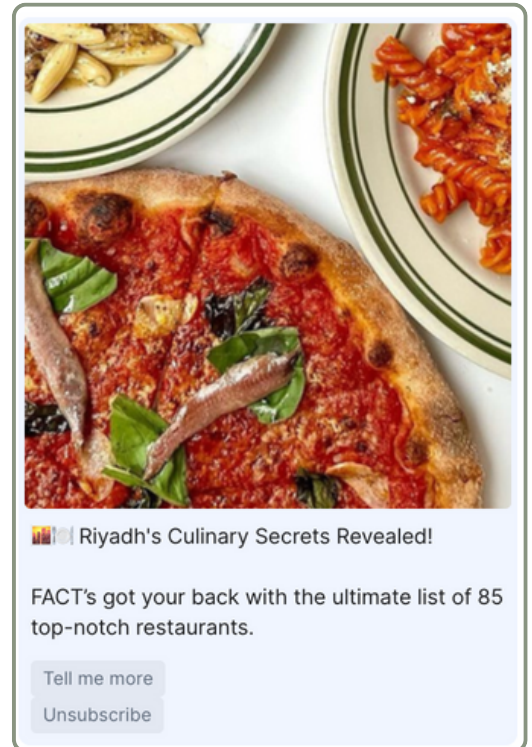 🌇🍽️ Riyadh's Culinary Secrets Revealed!
FACT’s got your back with the ultimate list of 85
top-notch restaurants.
Tell me more
Unsubscribe